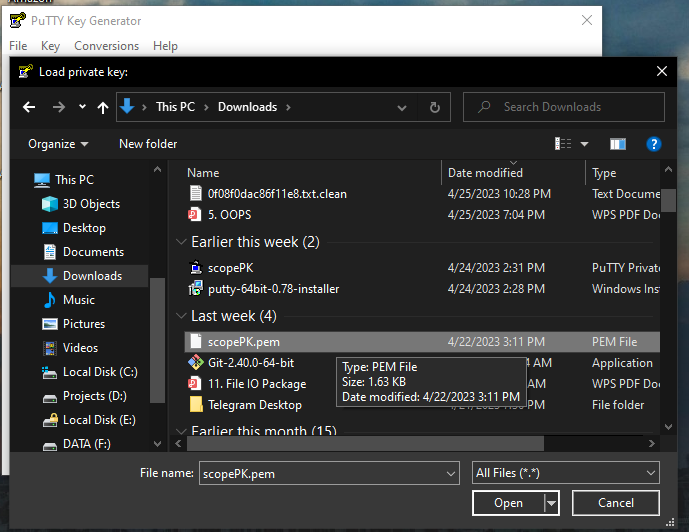 Amazon
PuTTY Key Generator
File Key Conversions Help
Load private key:
This PC Downloads
Search Downloads
Organize New folder
Name Date modified Type
This PC
3D Objects
Desktop
Documents
Downloads
Music
Pictures
Videos
Local Disk (C:)
Projects (D:)
Local Disk (E:)
DATA (F:)
0f08f0dac86f11e8.txt.clean 4/25/2023 10:28 PM Text Docume
5. OOPS 4/25/2023 7:04 PM WPS PDF Do
Earlier this week (2)
scopePK 4/24/2023 2:31 PM PuTTY Private
putty-64bit-0.78-installer 4/24/2023 2:28 PM Windows Inst
Last week (4)
scopePK.pem 4/22/2023 3:11 PM PEM File
Git-2.40.0-64-bit AM Application
11. File IO Package AM WPS PDF Do
Telegram Desktop File folder
Type: PEM File
Size: 1.63 KB
Date modified: 4/22/2023 3:11 PM
Earlier this month (15)
File name: scopePK.pem All Files (*.*)
Open Cancel